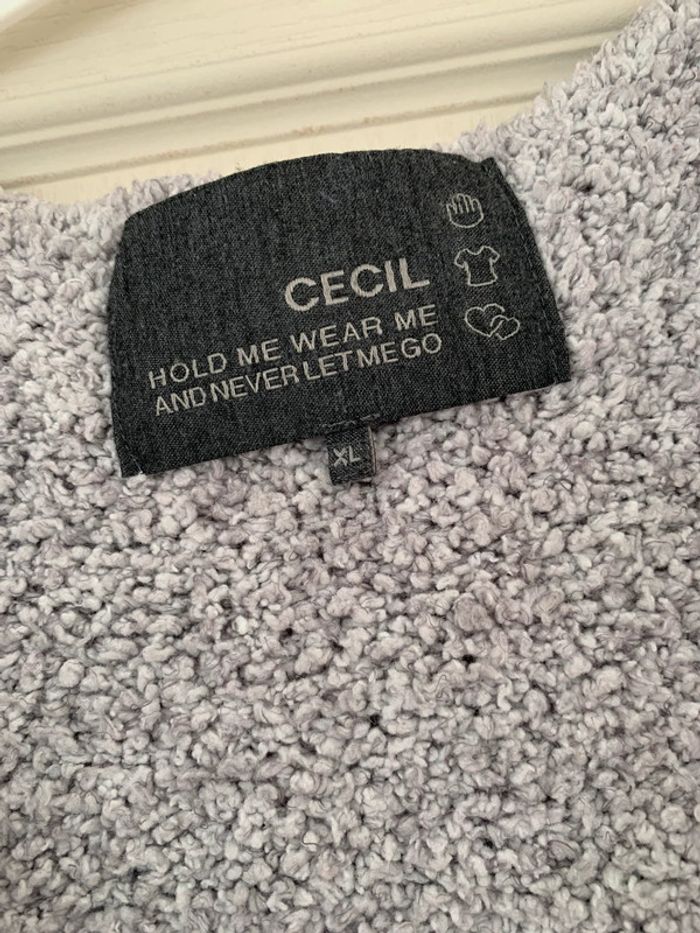 CECIL
HOLD ME WEAR ME
AND NEVER LET ME GO
XL